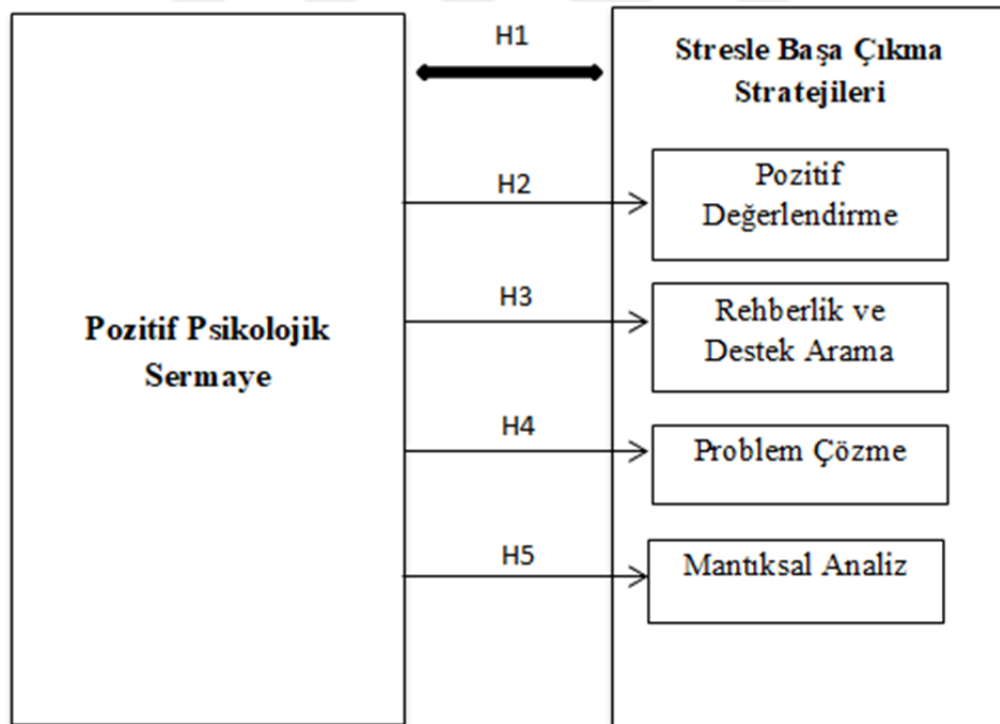 Pozitif Psikolojik
Sermaye
H1
H2
H3
H4
H5
Stresle Başa Çıkma
Stratejileri
Pozitif
Değerlendirme
Rehberlik ve
Destek Arama
Problem Çözme
Mantıksal Analiz